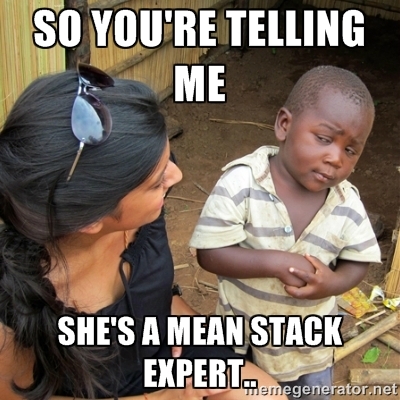 SO YOU'RE TELLING
ME
SHE'S A MEAN STACK
EXPERT..
memegenerator.net